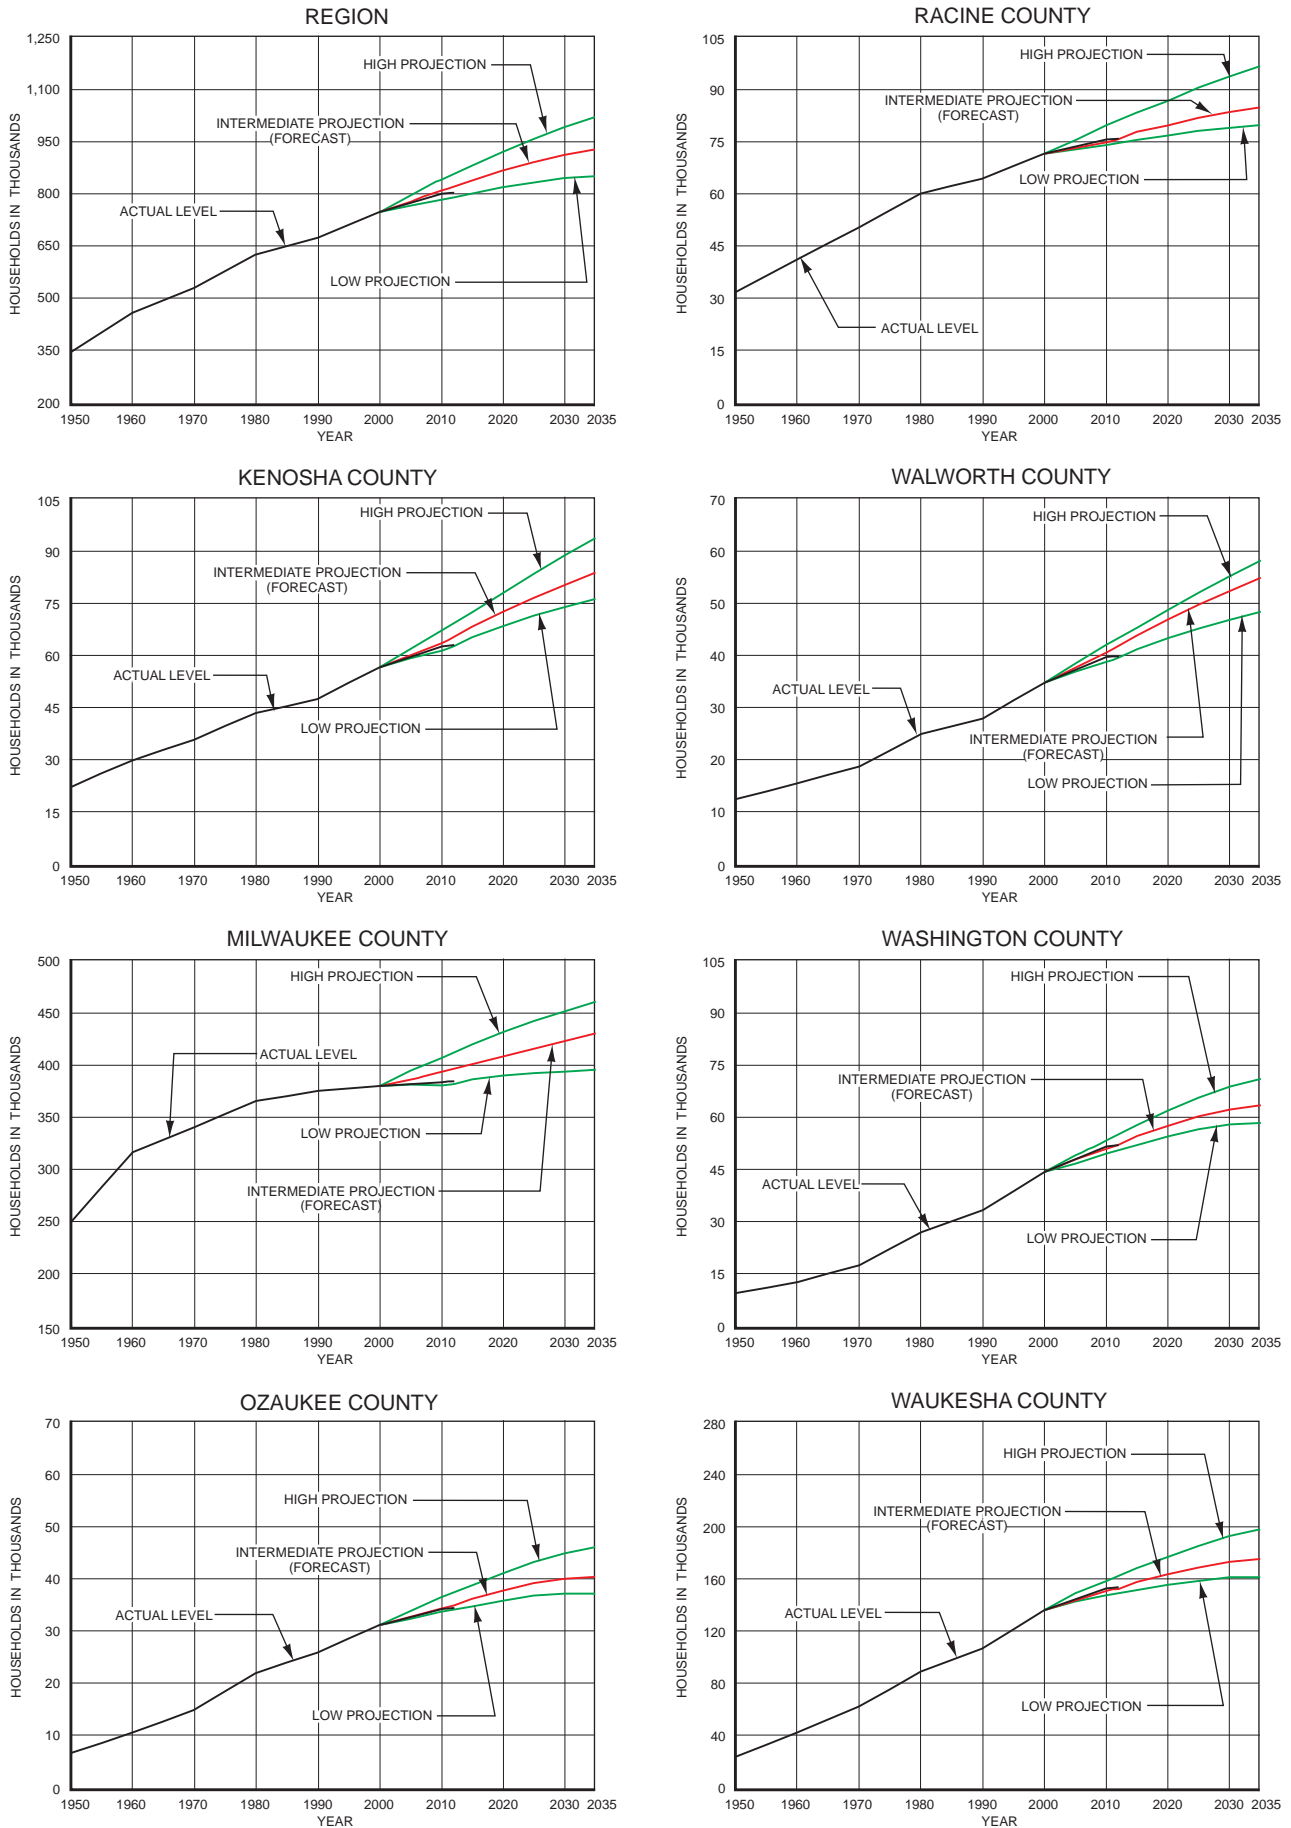 REGION
1,250
1,100
950
800
650
500
350
200
HOUSEHOLDS IN THOUSANDS
HIGH PROJECTION
INTERMEDIATE PROJECTION
(FORECAST)
ACTUAL LEVEL
LOW PROJECTION
1950 1960 1970 1980 1990 2000 2010 2020 2030 2035
YEAR
RACINE COUNTY
105
90
75
60
45
30
15
0
HOUSEHOLDS IN THOUSANDS
HIGH PROJECTION
INTERMEDIATE PROJECTION
(FORECAST)
LOW PROJECTION
ACTUAL LEVEL
1950 1960 1970 1980 1990 2000 2010 2020 2030 2035
YEAR
KENOSHA COUNTY
105
90
75
60
45
30
15
0
HOUSEHOLDS IN THOUSANDS
HIGH PROJECTION
INTERMEDIATE PROJECTION
(FORECAST)
ACTUAL LEVEL
LOW PROJECTION
1950 1960 1970 1980 1990 2000 2010 2020 2030 2035
YEAR
WALWORTH COUNTY
70
60
50
40
30
20
10
0
HOUSEHOLDS IN THOUSANDS
HIGH PROJECTION
ACTUAL LEVEL
INTERMEDIATE PROJECTION
(FORECAST)
LOW PROJECTION
1950 1960 1970 1980 1990 2000 2010 2020 2030 2035
YEAR
MILWAUKEE COUNTY
500
450
400
350
300
250
200
150
HOUSEHOLDS IN THOUSANDS
HIGH PROJECTION
ACTUAL LEVEL
LOW PROJECTION
INTERMEDIATE PROJECTION
(FORECAST)
1950 1960 1970 1980 1990 2000 2010 2020 2030 2035
YEAR
WASHINGTON COUNTY
105
90
75
60
45
30
15
0
HOUSEHOLDS IN THOUSANDS
HIGH PROJECTION
INTERMEDIATE PROJECTION
(FORECAST)
ACTUAL LEVEL
LOW PROJECTION
1950 1960 1970 1980 1990 2000 2010 2020 2030 2035
YEAR
OZAUKEE COUNTY
70
60
50
40
30
20
10
0
HOUSEHOLDS IN THOUSANDS
HIGH PROJECTION
INTERMEDIATE PROJECTION
(FORECAST)
ACTUAL LEVEL
LOW PROJECTION
1950 1960 1970 1980 1990 2000 2010 2020 2030 2035
YEAR
WAUKESHA COUNTY
280
240
200
160
120
80
40
0
HOUSEHOLDS IN THOUSANDS
HIGH PROJECTION
INTERMEDIATE PROJECTION
(FORECAST)
ACTUAL LEVEL
LOW PROJECTION
1950 1960 1970 1980 1990 2000 2010 2020 2030 2035
YEAR